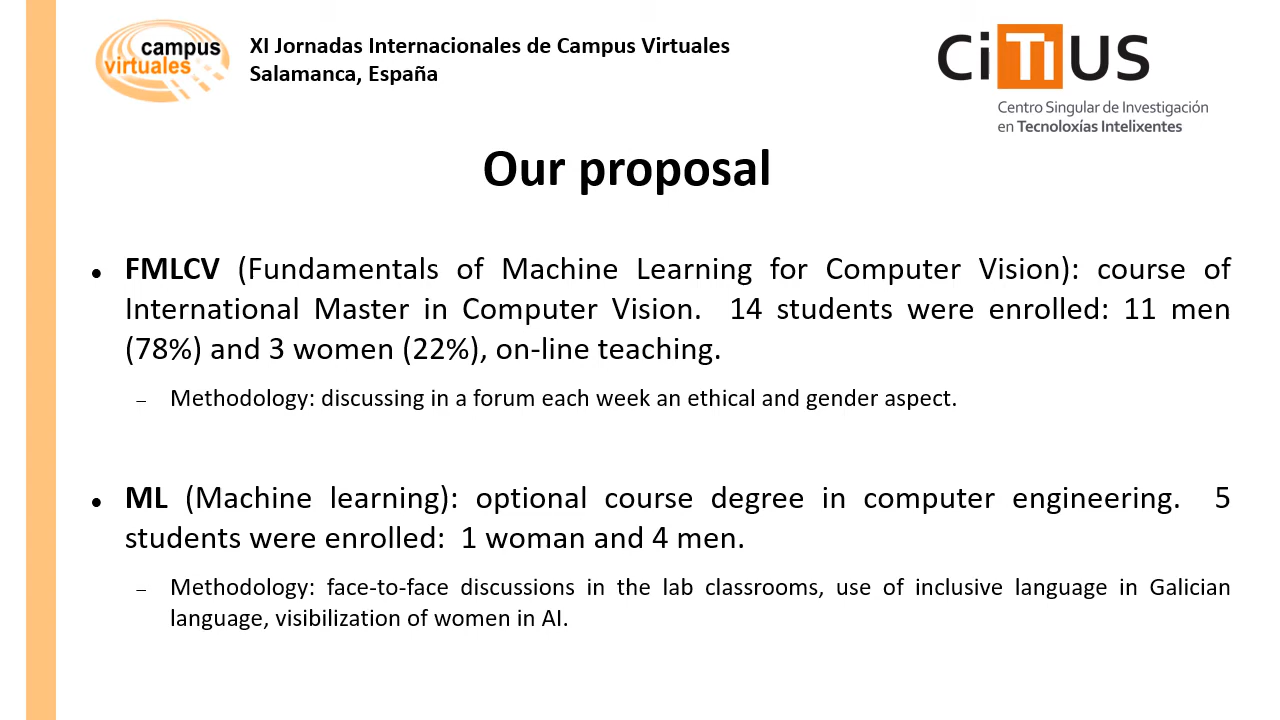 campus
virtuales
XI Jornadas Internacionales de Campus Virtuales
Salamanca, España
CiTIUS
Centro Singular de Investigación
en Tecnoloxías Intelixentes
Our proposal
● FMLCV (Fundamentals of Machine Learning for Computer Vision): course of
International Master in Computer Vision. 14 students were enrolled: 11 men
(78%) and 3 women (22%), on-line teaching.
– Methodology: discussing in a forum each week an ethical and gender aspect.
● ML (Machine learning): optional course degree in computer engineering. 5
students were enrolled: 1 woman and 4 men.
– Methodology: face-to-face discussions in the lab classrooms, use of inclusive language in Galician
language, visibilization of women in AI.